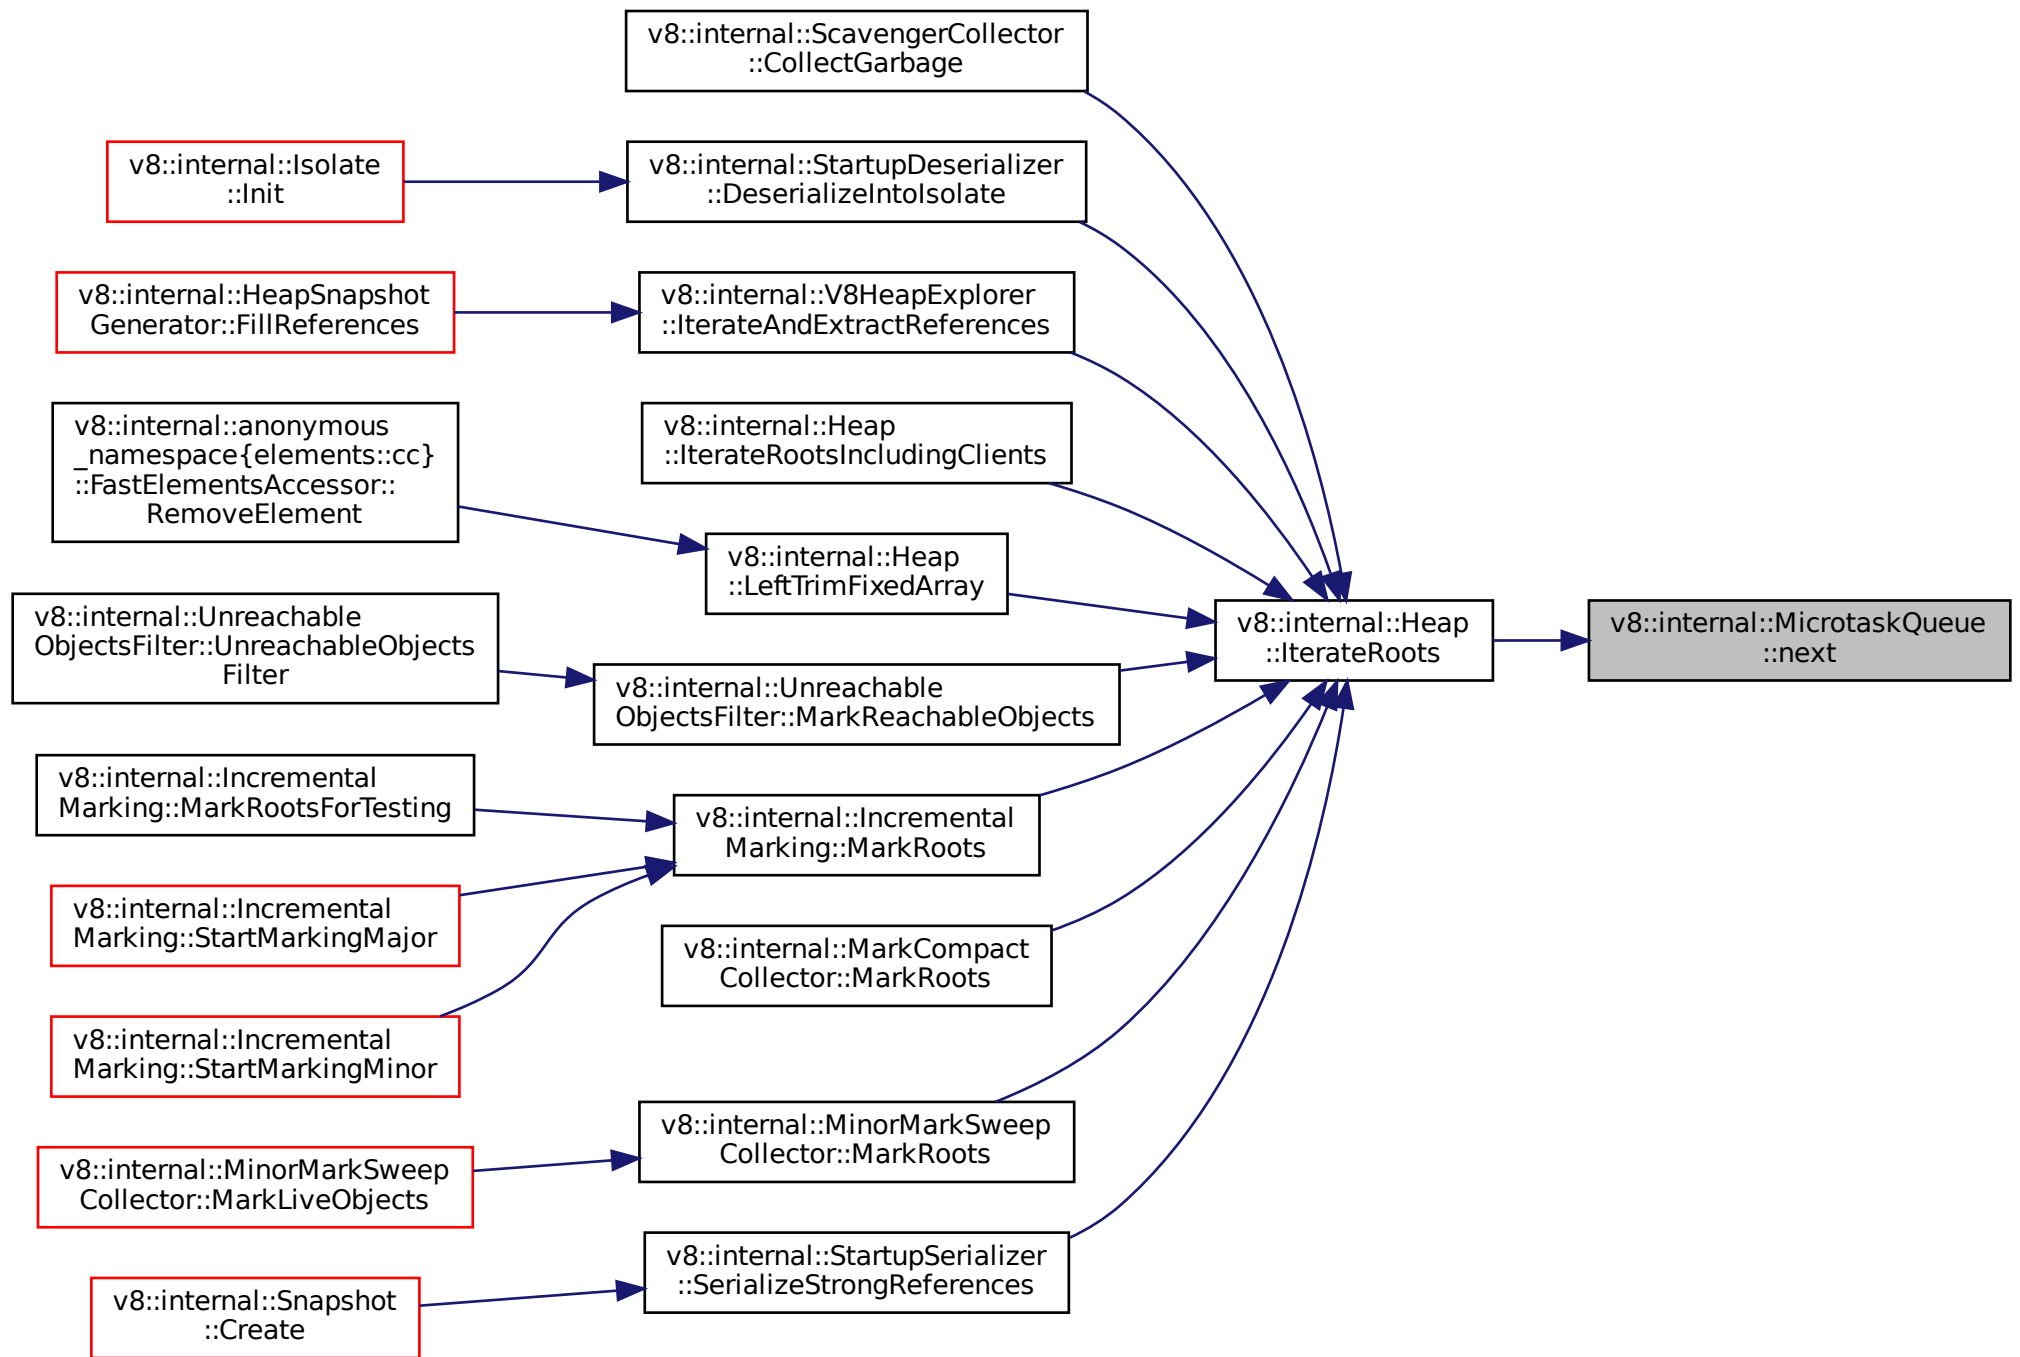 v8::internal::ScavengerCollector
::CollectGarbage
v8::internal::Isolate
::Init
v8::internal::StartupDeserializer
::DeserializeIntoIsolate
v8::internal::HeapSnapshot
Generator::FillReferences
v8::internal::V8HeapExplorer
::IterateAndExtractReferences
v8::internal::anonymous
_namespace{elements::cc}
::FastElementsAccessor::
RemoveElement
v8::internal::Heap
::IterateRootsIncludingClients
v8::internal::Heap
::LeftTrimFixedArray
v8::internal::Unreachable
ObjectsFilter::UnreachableObjects
Filter
v8::internal::Unreachable
ObjectsFilter::MarkReachableObjects
v8::internal::Heap
::IterateRoots
v8::internal::MicrotaskQueue
::next
v8::internal::Incremental
Marking::MarkRootsForTesting
v8::internal::Incremental
Marking::MarkRoots
v8::internal::Incremental
Marking::StartMarkingMajor
v8::internal::MarkCompact
Collector::MarkRoots
v8::internal::Incremental
Marking::StartMarkingMinor
v8::internal::MinorMarkSweep
Collector::MarkRoots
v8::internal::MinorMarkSweep
Collector::MarkLiveObjects
v8::internal::StartupSerializer
::SerializeStrongReferences
v8::internal::Snapshot
::Create